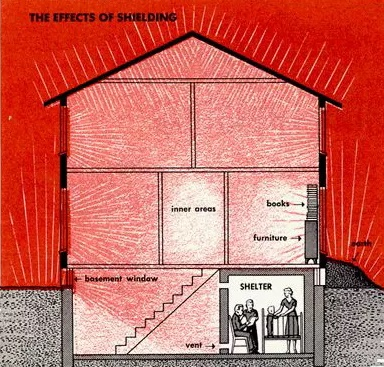 THE EFFECTS OF SHIELDING
inner areas
books
furniture
earth
basement window
SHELTER
vent